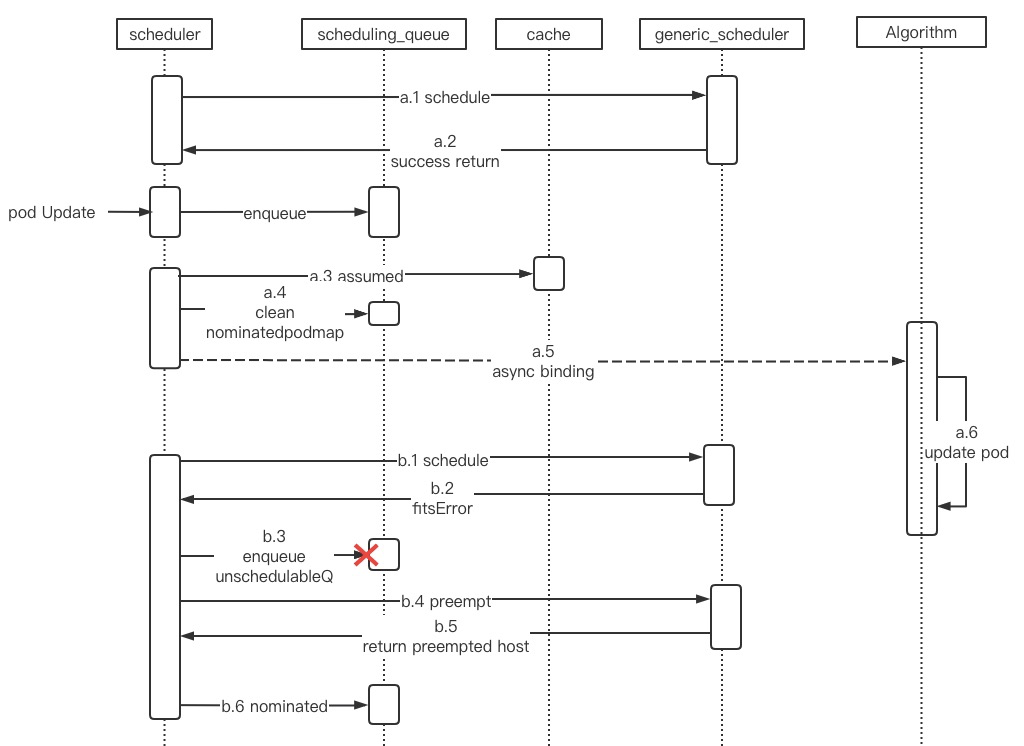 scheduler
scheduling_queue
cache
generic_scheduler
Algorithm
a.1 schedule
a.2
success return
pod Update
enqueue
a.3 assumed
a.4
clean
nominatedpodmap
a.5
async binding
a.6
update pod
b.1 schedule
b.2
fitsError
b.3
enqueue
unschedulableQ
b.4 preempt
b.5
return preempted host
b.6 nominated